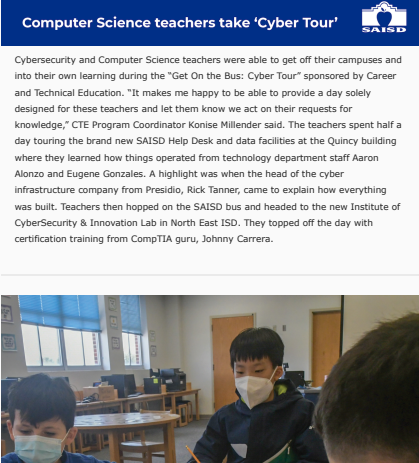 Computer Science teachers take ‘Cyber Tour’
SAISD
Cybersecurity and Computer Science teachers were able to get off their campuses and
into their own learning during the “Get On the Bus: Cyber Tour” sponsored by Career
and Technical Education. “It makes me happy to be able to provide a day solely
designed for these teachers and let them know we act on their requests for
knowledge,” CTE Program Coordinator Konise Millender said. The teachers spent half a
day touring the brand new SAISD Help Desk and data facilities at the Quincy building
where they learned how things operated from technology department staff Aaron
Alonzo and Eugene Gonzales. A highlight was when the head of the cyber
infrastructure company from Presidio, Rick Tanner, came to explain how everything
was built. Teachers then hopped on the SAISD bus and headed to the new Institute of
CyberSecurity & Innovation Lab in North East ISD. They topped off the day with
certification training from CompTIA guru, Johnny Carrera.